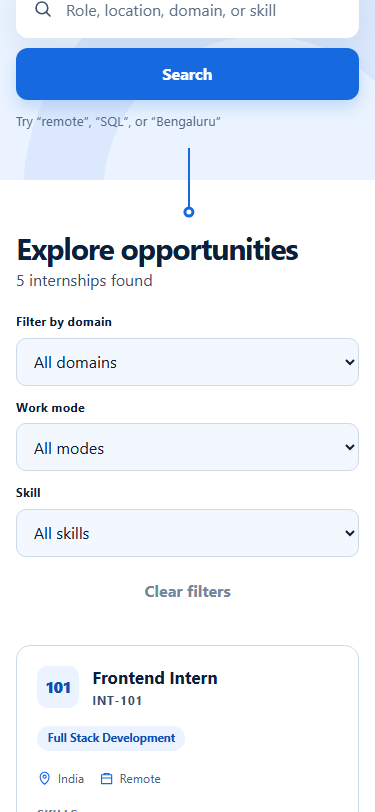 Role, location, domain, or skill
Search
Try “remote”, “SQL”, or “Bengaluru”
Explore opportunities
5 internships found
Filter by domain
All domains
Work mode
All modes
Skill
All skills
Clear filters
101
Frontend Intern
INT-101
Full Stack Development
India
Remote